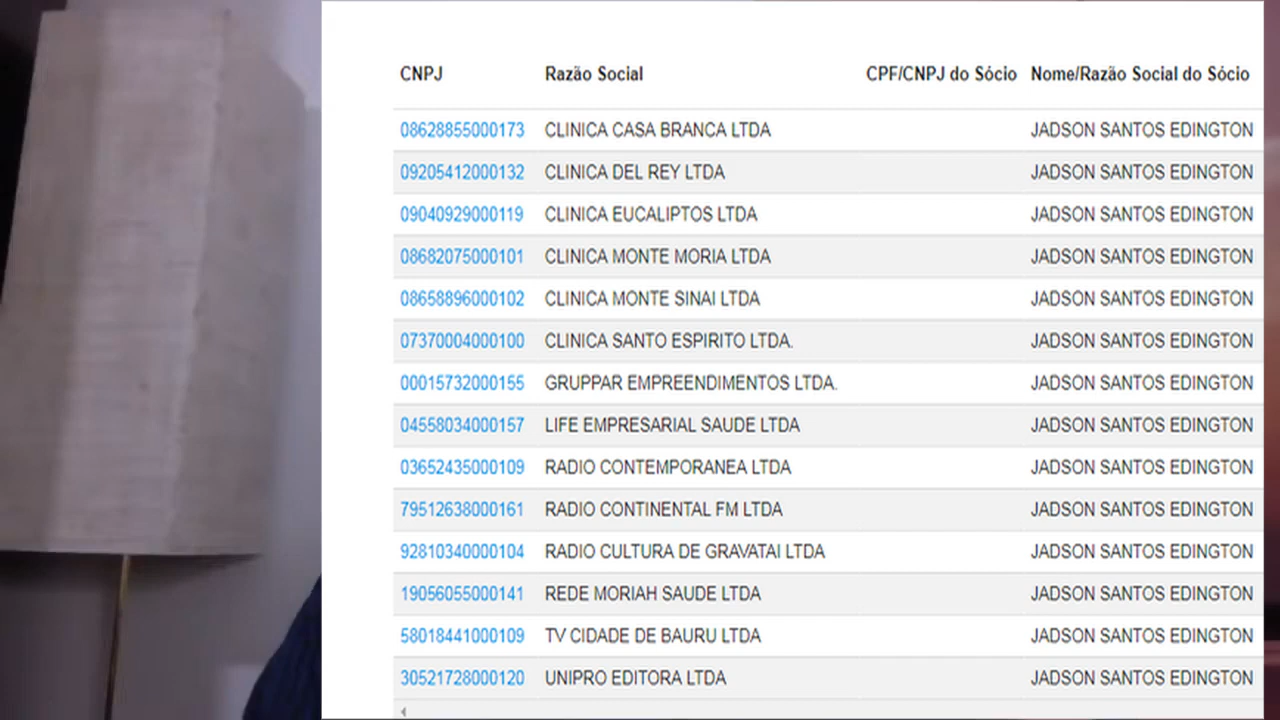 CNPJ Razão Social CPF/CNPJ do Sócio Nome/Razão Social do Sócio
08628855000173 CLINICA CASA BRANCA LTDA JADSON SANTOS EDINGTON
09205412000132 CLINICA DEL REY LTDA JADSON SANTOS EDINGTON
09040929000119 CLINICA EUCALIPTOS LTDA JADSON SANTOS EDINGTON
08682075000101 CLINICA MONTE MORIA LTDA JADSON SANTOS EDINGTON
08658896000102 CLINICA MONTE SINAI LTDA JADSON SANTOS EDINGTON
07370004000100 CLINICA SANTO ESPIRITO LTDA. JADSON SANTOS EDINGTON
00015732000155 GRUPPAR EMPREENDIMENTOS LTDA. JADSON SANTOS EDINGTON
04558034000157 LIFE EMPRESARIAL SAUDE LTDA JADSON SANTOS EDINGTON
03652435000109 RADIO CONTEMPORANEA LTDA JADSON SANTOS EDINGTON
79512638000161 RADIO CONTINENTAL FM LTDA JADSON SANTOS EDINGTON
92810340000104 RADIO CULTURA DE GRAVATAI LTDA JADSON SANTOS EDINGTON
19056055000141 REDE MORIAH SAUDE LTDA JADSON SANTOS EDINGTON
58018441000109 TV CIDADE DE BAURU LTDA JADSON SANTOS EDINGTON
30521728000120 UNIPRO EDITORA LTDA JADSON SANTOS EDINGTON